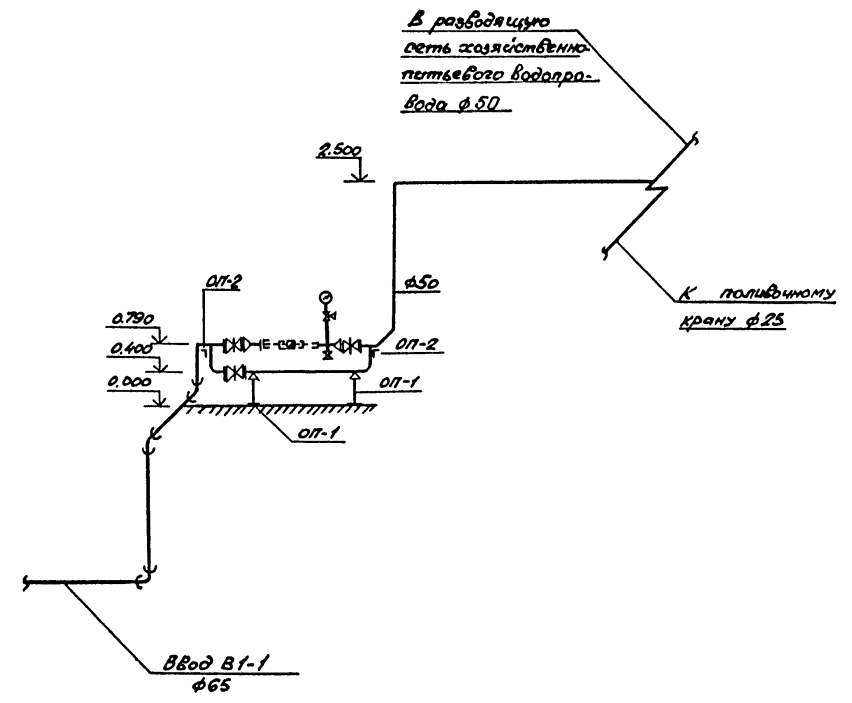 В разводящую
сеть хозяйственно-
питьевого водопро-
вода ф50
2.500
ОП-2
ф50
К поливочному
крану ф25
0.790
0.400
0.000
ОП-2
ОП-1
ОП-1
Ввод В1-1
ф65